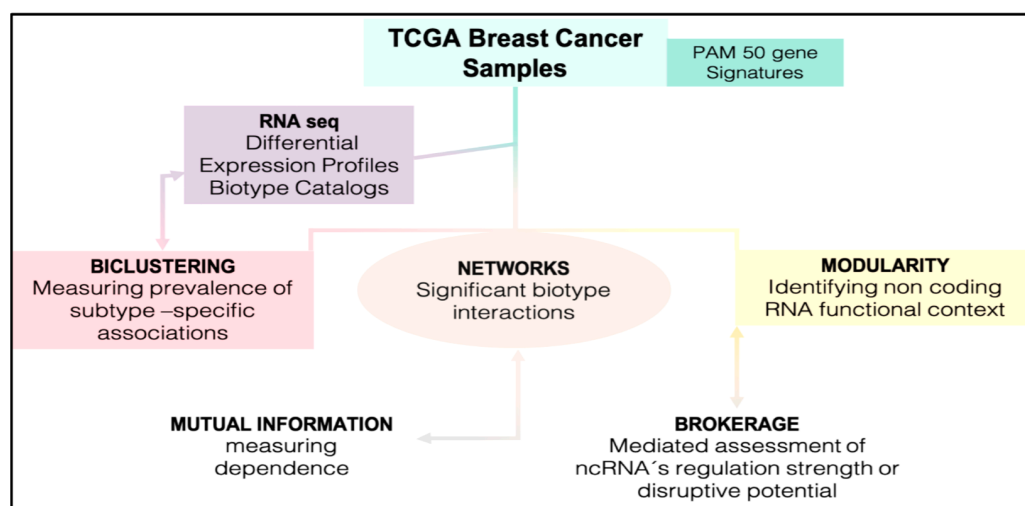 TCGA Breast Cancer
Samples
PAM 50 gene
Signatures
RNA seq
Differential
Expression Profiles
Biotype Catalogs
BICLUSTERING
Measuring prevalence of
subtype –specific
associations
NETWORKS
Significant biotype
interactions
MODULARITY
Identifying non coding
RNA functional context
MUTUAL INFORMATION
measuring
dependence
BROKERAGE
Mediated assessment of
ncRNA´s regulation strength or
disruptive potential